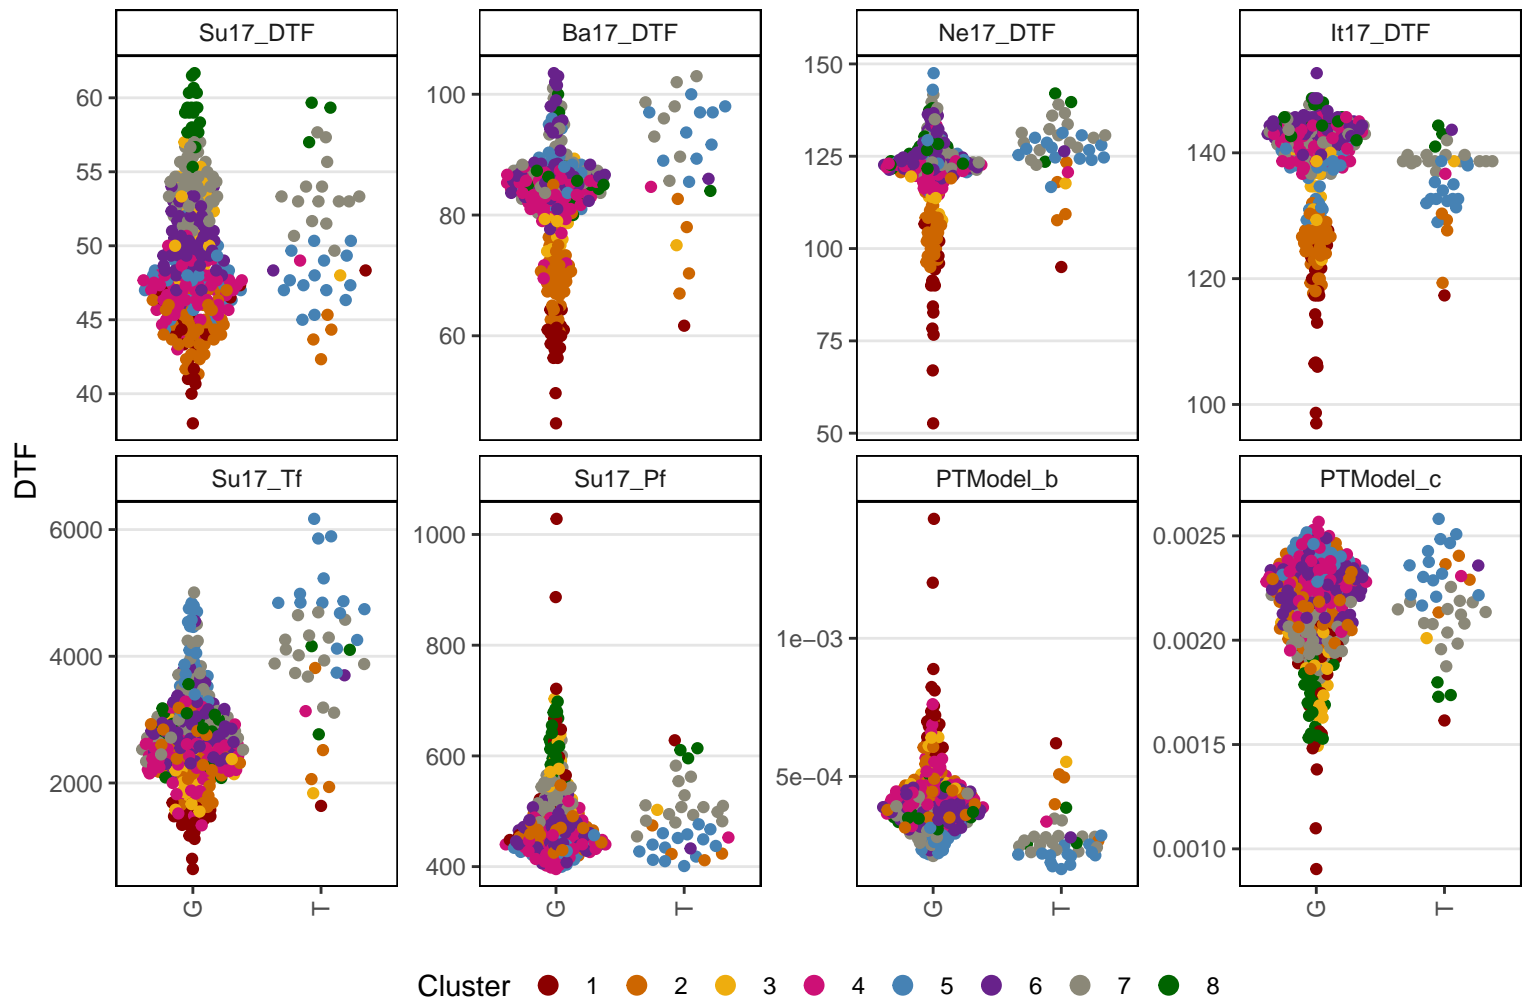 Su17_DTF
Ba17_DTF
Ne17_DTF
It17_DTF
60
55
50
45
40
100
80
60
150
125
100
75
50
140
120
100
DTF
Su17_Tf
Su17_Pf
PTModel_b
PTModel_c
6000
4000
2000
1000
800
600
400
1e−03
5e−04
0.0025
0.0020
0.0015
0.0010
G
T
G
T
G
T
G
T
Cluster 1 2 3 4 5 6 7 8